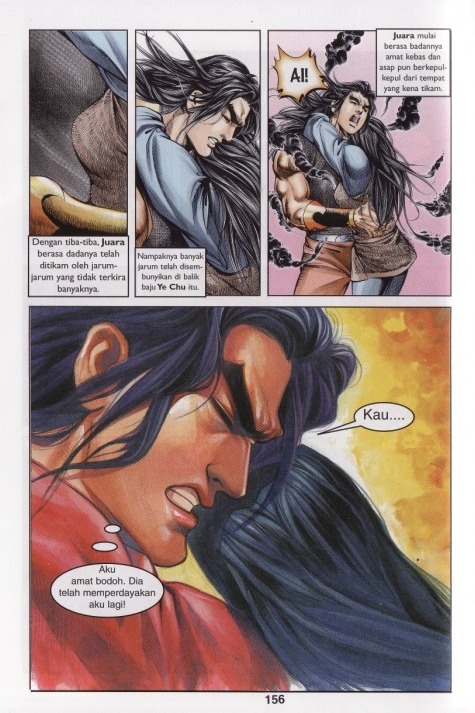 Dengan tiba-tiba, Juara
berasa dadanya telah
ditikam oleh jarum-
jarum yang tidak terkira
banyaknya.
Nampaknya banyak
jarum telah disem-
bunyikan di balik
baju Ye Chu itu.
AI!
Juara mulai
berasa badannya
amat kebas dan
asap pun berkepul-
kepul dari tempat
yang kena tikam.
Kau....
Aku
amat bodoh. Dia
telah memperdayakan
aku lagi!
156